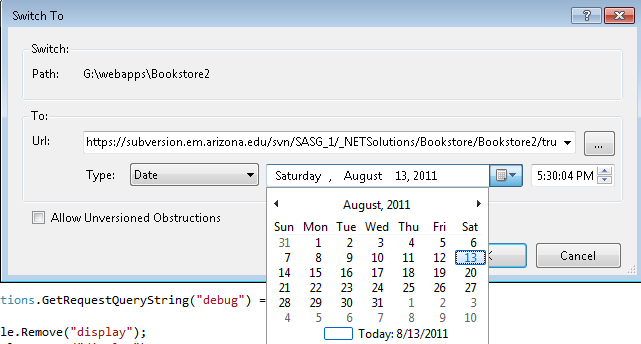 Switch To
Switch:
Path: G:\webapps\Bookstore2
To:
Url: https://subversion.em.arizona.edu/svn/SASG_1/_NETSolutions/Bookstore/Bookstore2/tru ...
Type: Date Saturday , August 13, 2011 5:30:04 PM
Allow Unversioned Obstructions
August, 2011
Sun Mon Tue Wed Thu Fri Sat
31 1 2 3 4 5 6
7 8 9 10 11 12 13
14 15 16 17 18 19 20
21 22 23 24 25 26 27
28 29 30 31 1 2 3
4 5 6 7 8 9 10
Today: 8/13/2011
K Cancel
tions.GetRequestQueryString("debug") =
le.Remove("display");